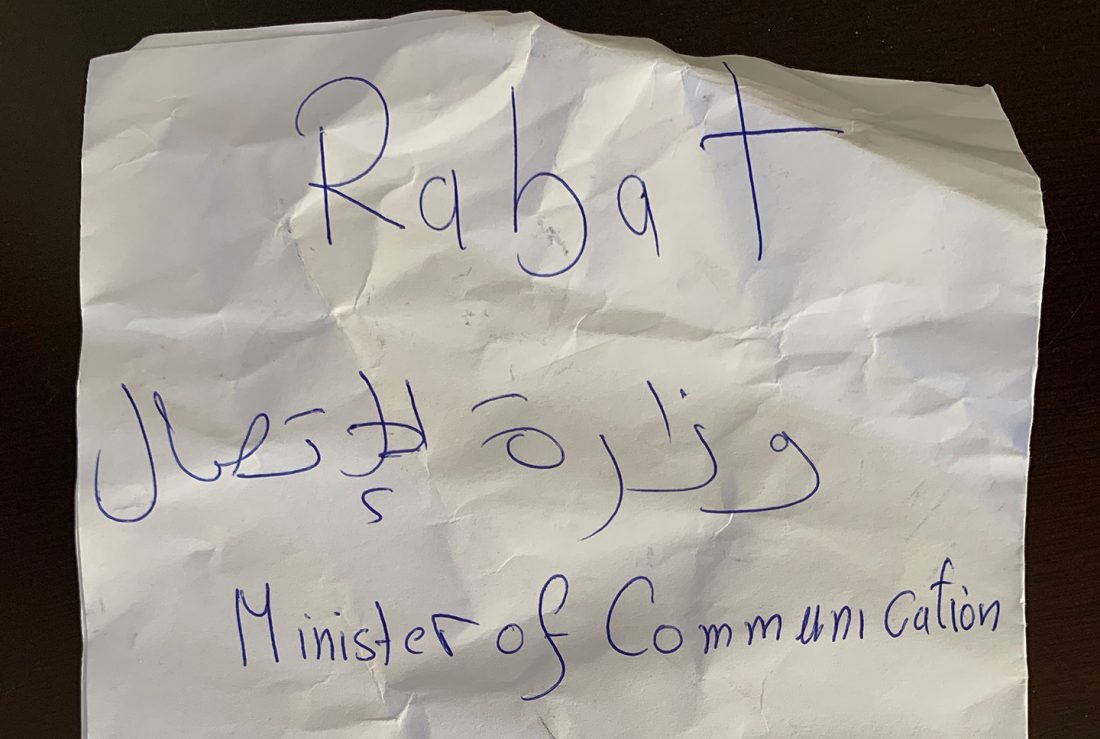 Rabat
وزارة الإتصال
Minister of Communication